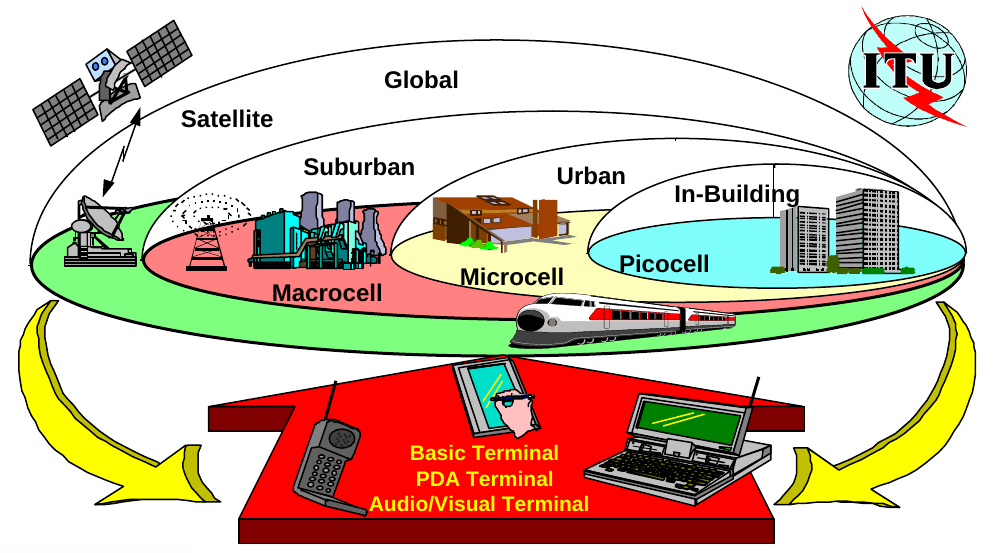 ITU
Global
Satellite
Suburban
Urban
In-Building
Picocell
Microcell
Macrocell
Basic Terminal
PDA Terminal
Audio/Visual Terminal